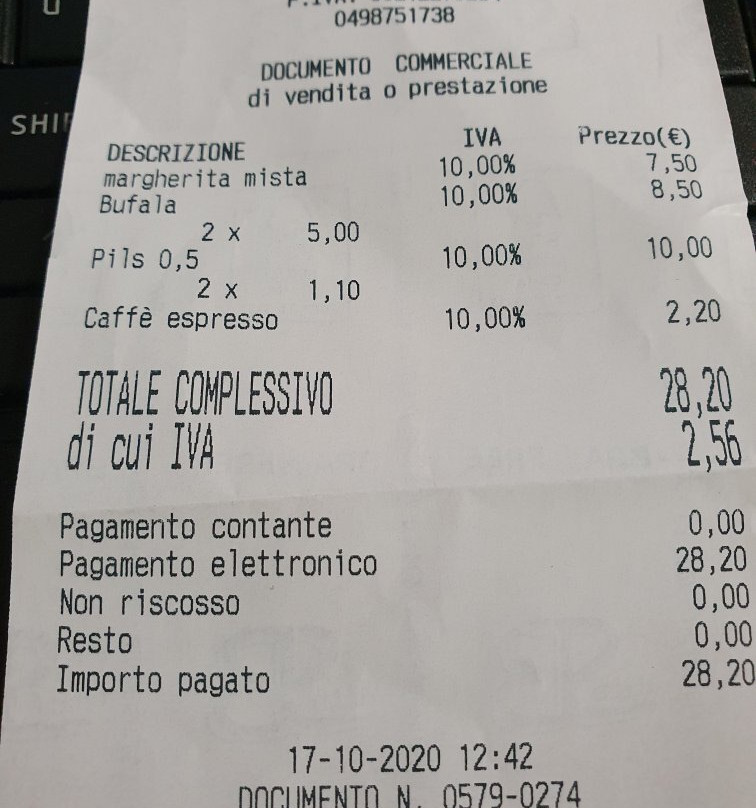 0498751738
DOCUMENTO COMMERCIALE
di vendita o prestazione
DESCRIZIONE IVA Prezzo(€)
margherita mista 10,00% 7,50
Bufala 10,00% 8,50
2 x 5,00
Pils 0,5 10,00% 10,00
2 x 1,10
Caffè espresso 10,00% 2,20
TOTALE COMPLESSIVO 28,20
di cui IVA 2,56
Pagamento contante 0,00
Pagamento elettronico 28,20
Non riscosso 0,00
Resto 0,00
Importo pagato 28,20
17-10-2020 12:42
DOCUMENTO N. 0579-0274